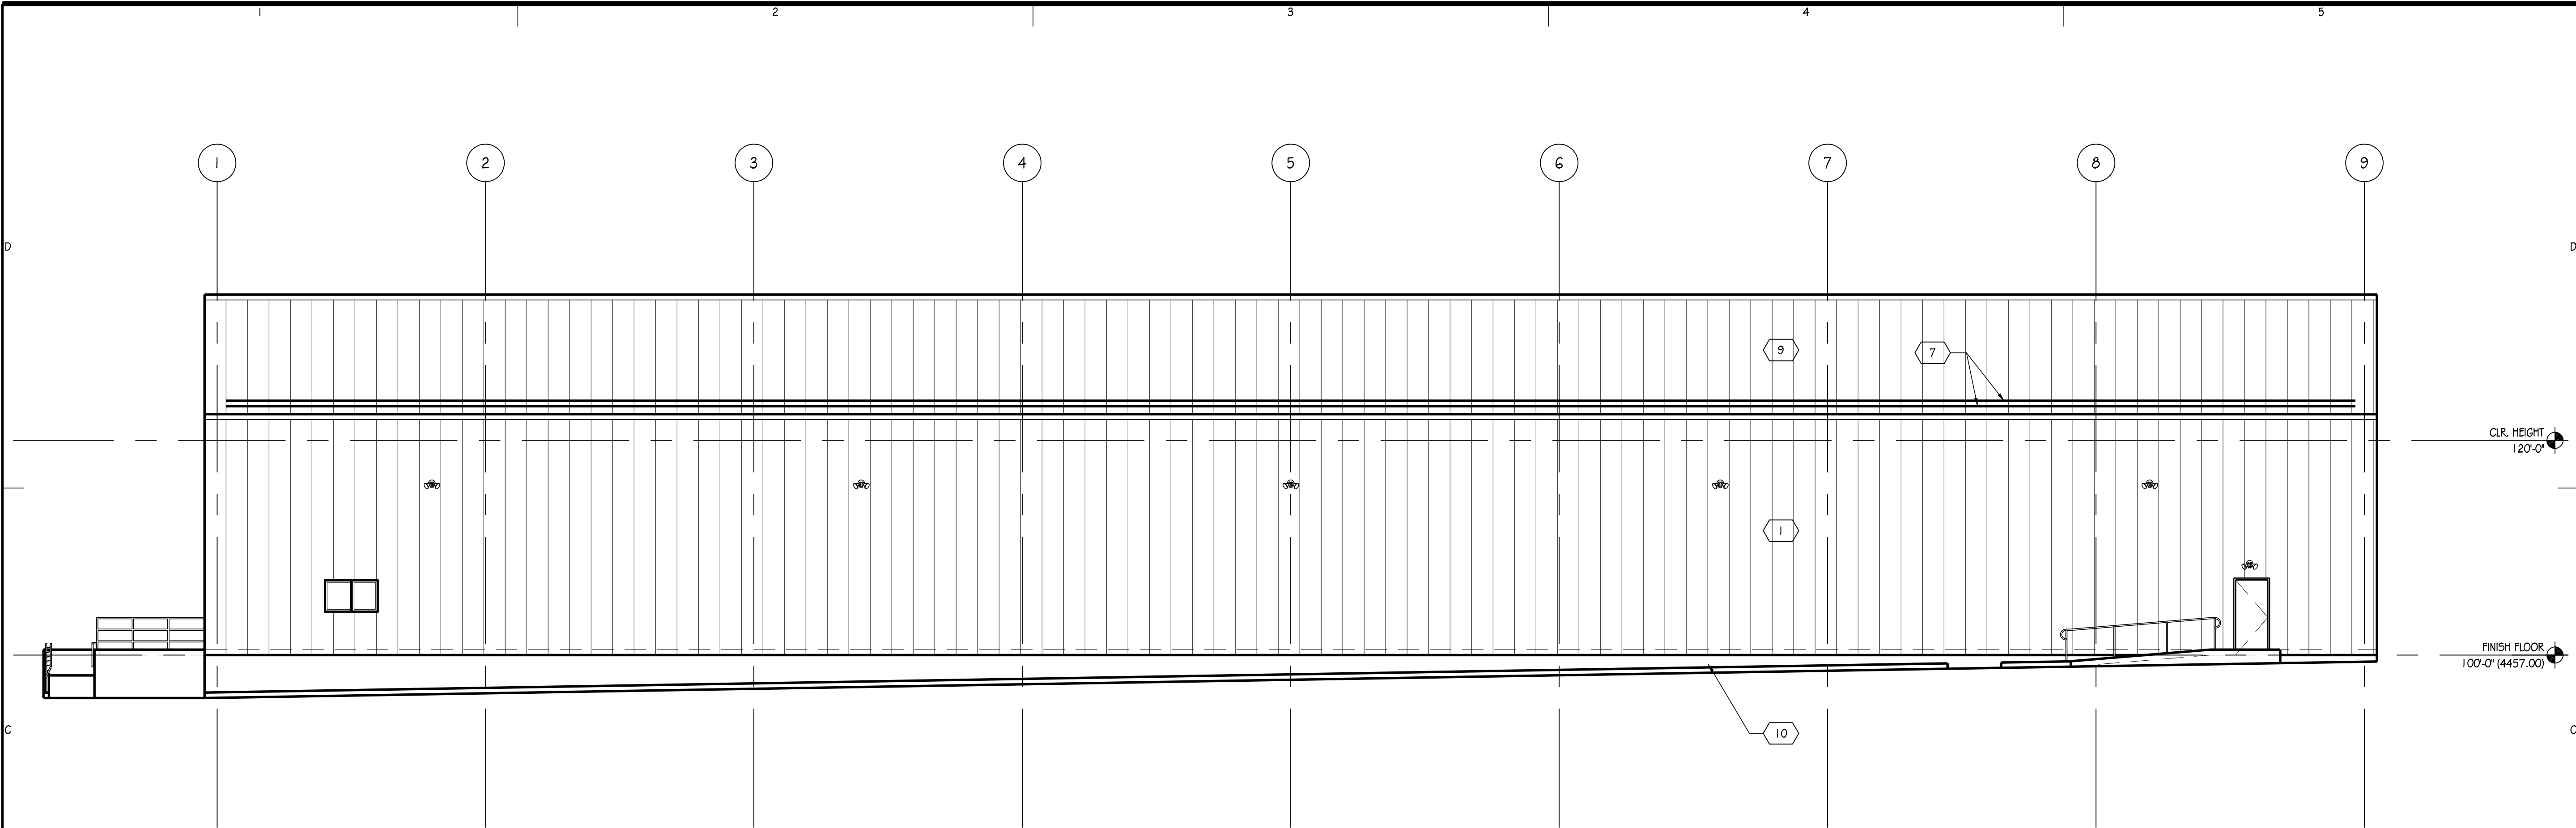 1 2 3 4 5
1 2 3 4 5 6 7 8 9
D D
9 7
CLR. HEIGHT
120'-0"
1
FINISH FLOOR
100'-0" (4457.00)
C C
10